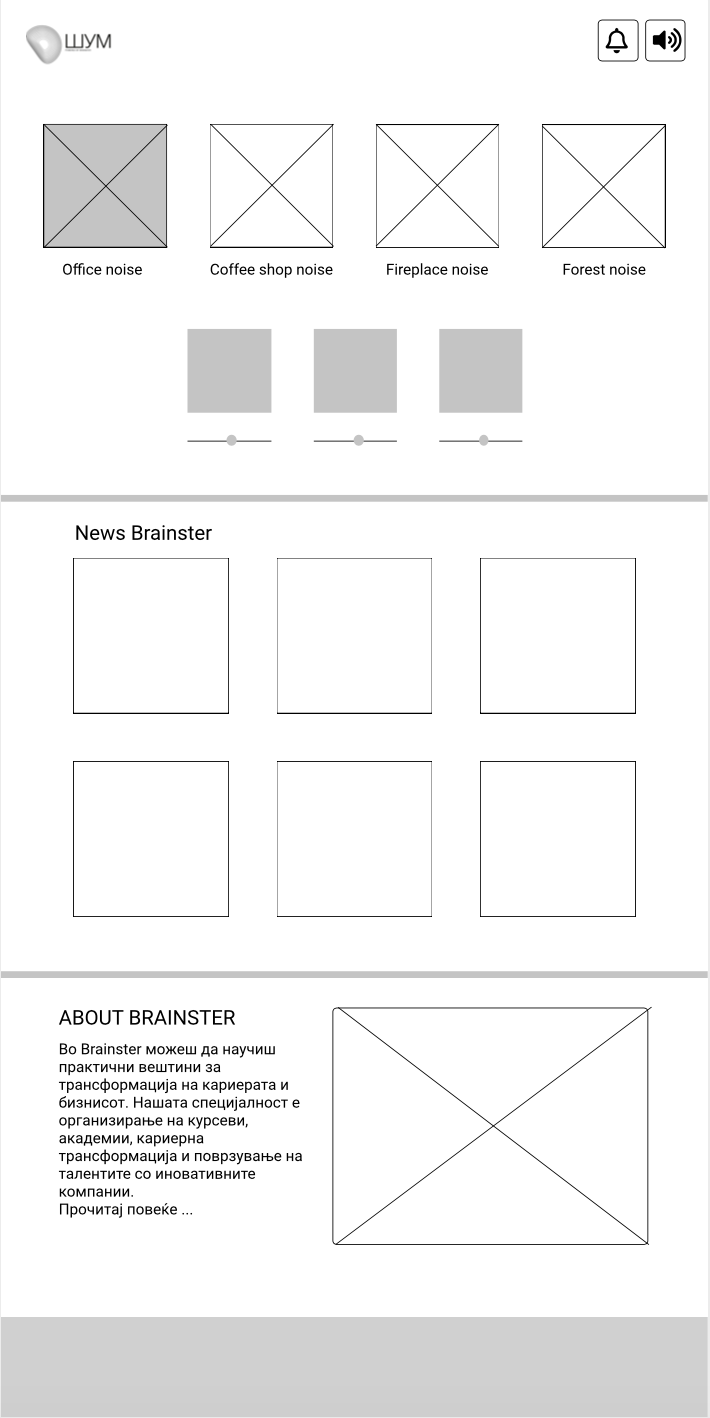 ШУМ
Office noise
Coffee shop noise
Fireplace noise
Forest noise
News Brainster
ABOUT BRAINSTER
Во Brainster можеш да научиш
практични вештини за
трансформација на кариерата и
бизнисот. Нашата специјалност е
организирање на курсеви,
академии, кариерна
трансформација и поврзување на
талентите со иновативните
компании.
Прочитај повеќе ...